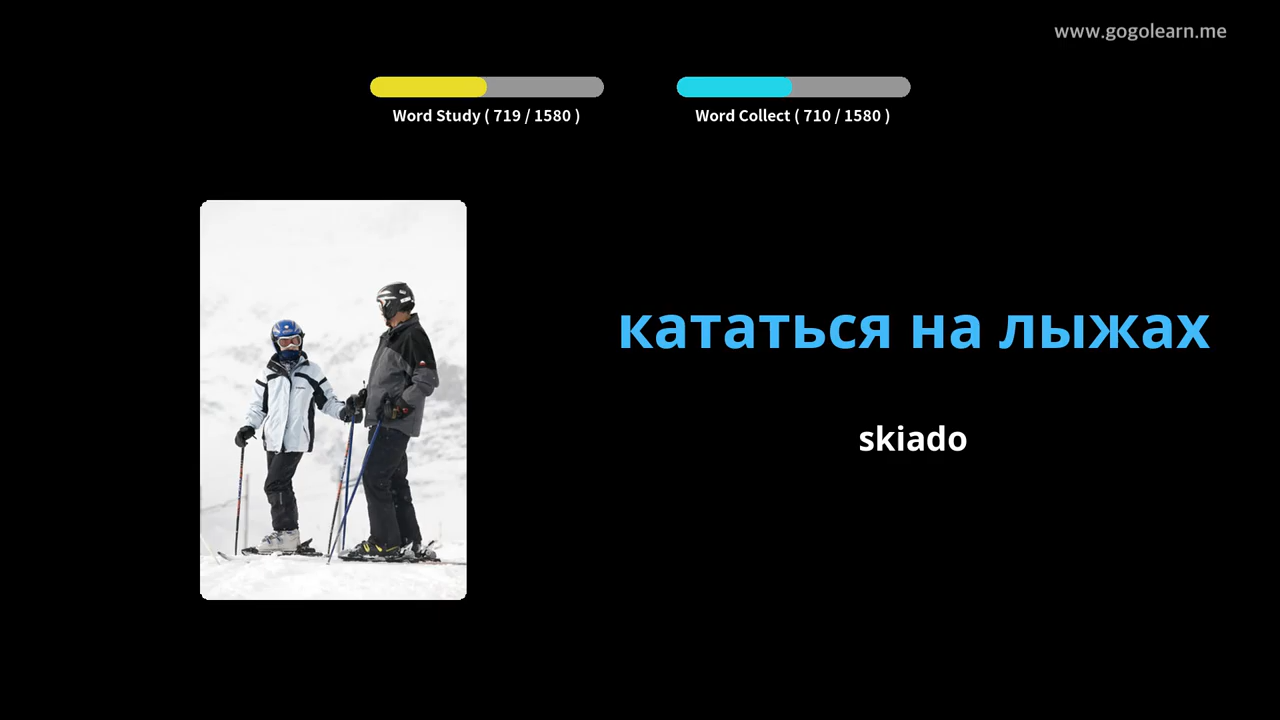 www.gogolearn.me
Word Study ( 719 / 1580 )
Word Collect ( 710 / 1580 )
кататься на лыжах
skiado